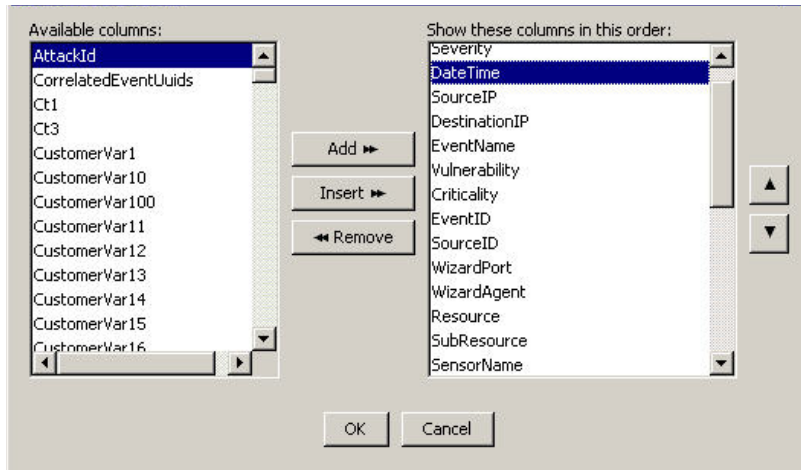 Available columns:
AttackId
CorrelatedEventUuids
Ct1
Ct3
CustomerVar1
CustomerVar10
CustomerVar100
CustomerVar11
CustomerVar12
CustomerVar13
CustomerVar14
CustomerVar15
CustomerVar16
Add
Insert
Remove
Show these columns in this order:
Severity
DateTime
SourceIP
DestinationIP
EventName
Vulnerability
Criticality
EventID
SourceID
WizardPort
WizardAgent
Resource
SubResource
SensorName
OK
Cancel